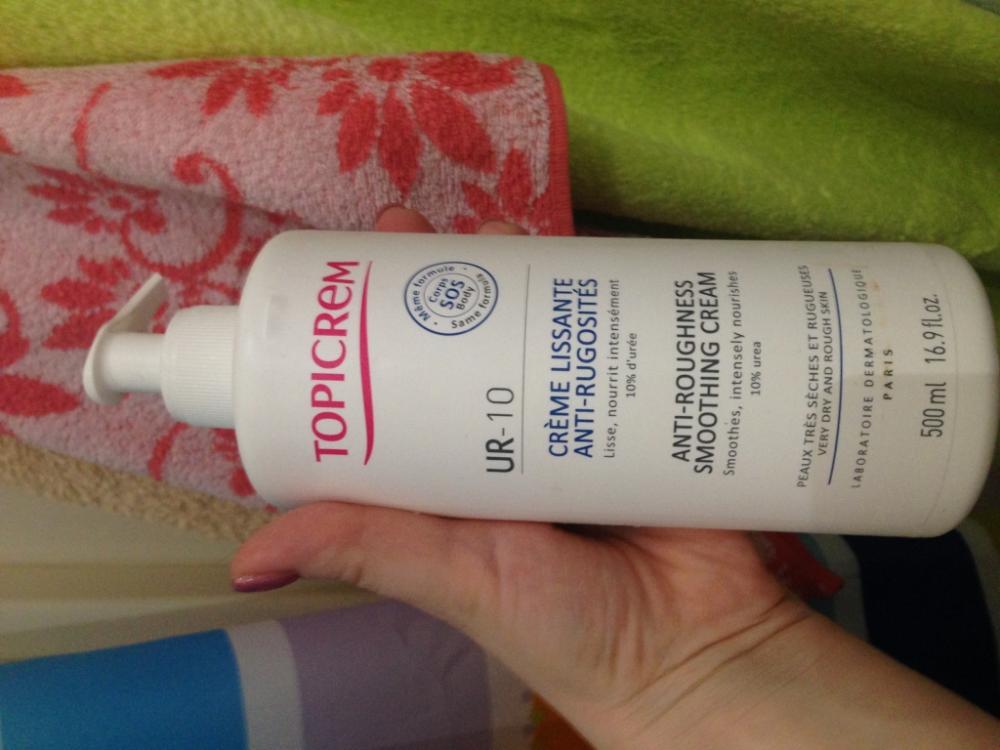 TOPICREM
Même formule
Corps
SOS
Body
Same formula
UR-10
CRÈME LISSANTE
ANTI-RUGOSITÉS
Lisse, nourrit intensément
10% d'urée
ANTI-ROUGHNESS
SMOOTHING CREAM
Smoothes, intensely nourishes
10% urea
PEAUX TRÈS SÈCHES ET RUGUEUSES
VERY DRY AND ROUGH SKIN
LABORATOIRE DERMATOLOGIQUE
PARIS
500 ml 16.9 fl.oz.